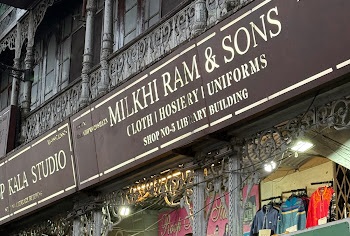 MILKHI RAM & SONS
CLOTH | HOSIERY | UNIFORMS
SHOP NO-5 LIBRARY BUILDING
P KALA STUDIO